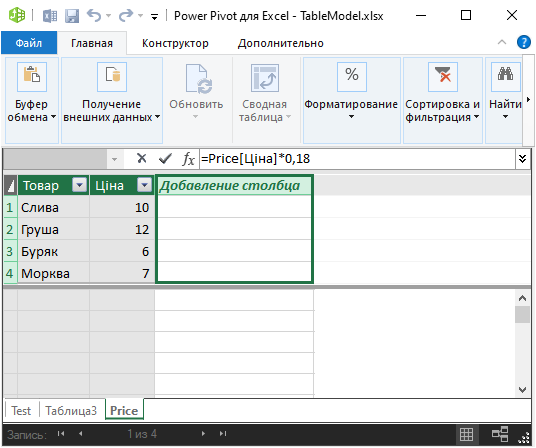 Power Pivot для Excel - TableModel.xlsx
Файл Главная Конструктор Дополнительно
Буфер обмена
Получение внешних данных
Обновить
Сводная таблица
Форматирование
Сортировка и фильтрация
Найти
fx =Price[Ціна]*0,18
Товар Ціна Добавление столбца
1 Слива 10
2 Груша 12
3 Буряк 6
4 Морква 7
Test Таблица3 Price
Запись: 1 из 4